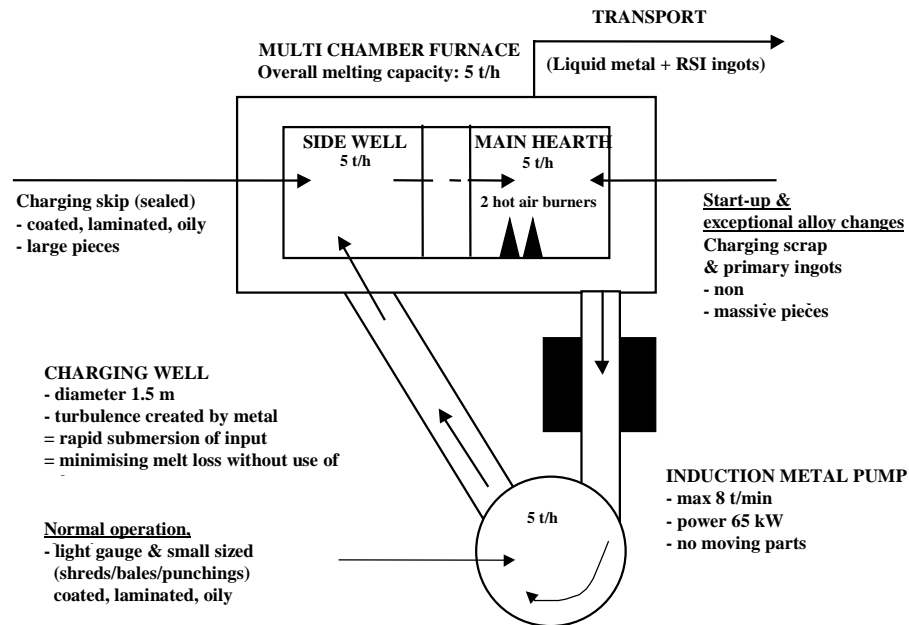 TRANSPORT
(Liquid metal + RSI ingots)
MULTI CHAMBER FURNACE
Overall melting capacity: 5 t/h
SIDE WELL
5 t/h
MAIN HEARTH
5 t/h
2 hot air burners
Charging skip (sealed)
- coated, laminated, oily
- large pieces
Start-up &
exceptional alloy changes
Charging scrap
& primary ingots
- non
- massive pieces
CHARGING WELL
- diameter 1.5 m
- turbulence created by metal
= rapid submersion of input
= minimising melt loss without use of
INDUCTION METAL PUMP
- max 8 t/min
- power 65 kW
- no moving parts
5 t/h
Normal operation,
- light gauge & small sized
(shreds/bales/punchings)
coated, laminated, oily